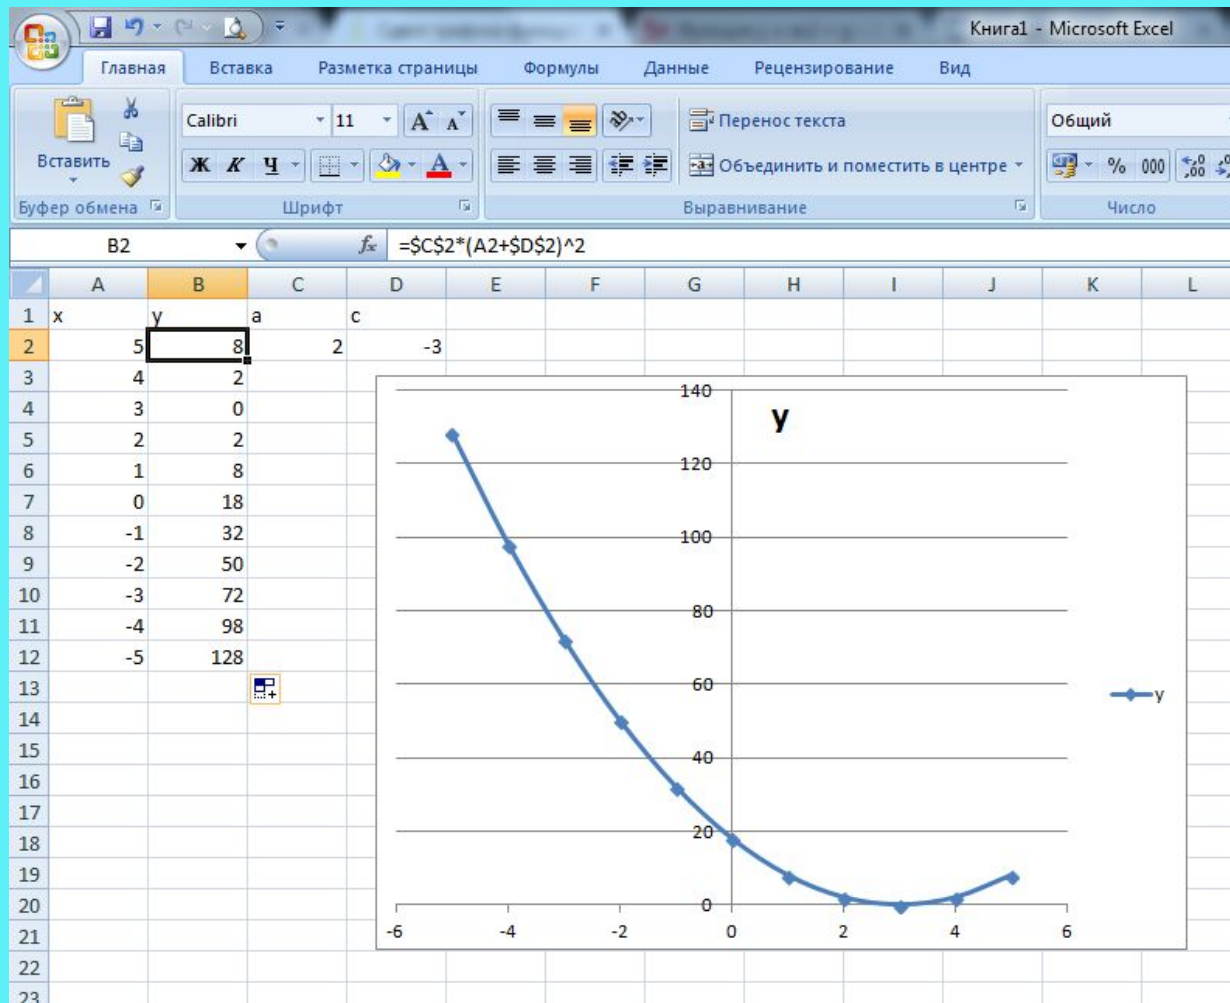 Книга1 - Microsoft Excel
Главная Вставка Разметка страницы Формулы Данные Рецензирование Вид
Calibri 11 A A Перенос текста Общий
Вставить Ж К Ч А Объединить и поместить в центре % 000 ,00
Буфер обмена Шрифт Выравнивание Число
B2 fx =$C$2*(A2+$D$2)^2
A B C D E F G H I J K L
1 x y a c
2 5 8 2 -3
3 4 2
4 3 0
5 2 2
6 1 8
7 0 18
8 -1 32
9 -2 50
10 -3 72
11 -4 98
12 -5 128
13
14
15
16
17
18
19
20
21
22
23
y
140
120
100
80
60
40
20
0
-6 -4 -2 0 2 4 6
y